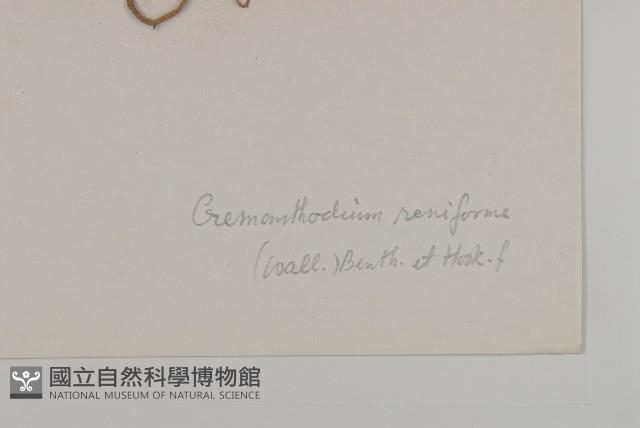 Cremanthodium reniforme
(Wall.) Benth. et Hook. f
國立自然科學博物館
NATIONAL MUSEUM OF NATURAL SCIENCE